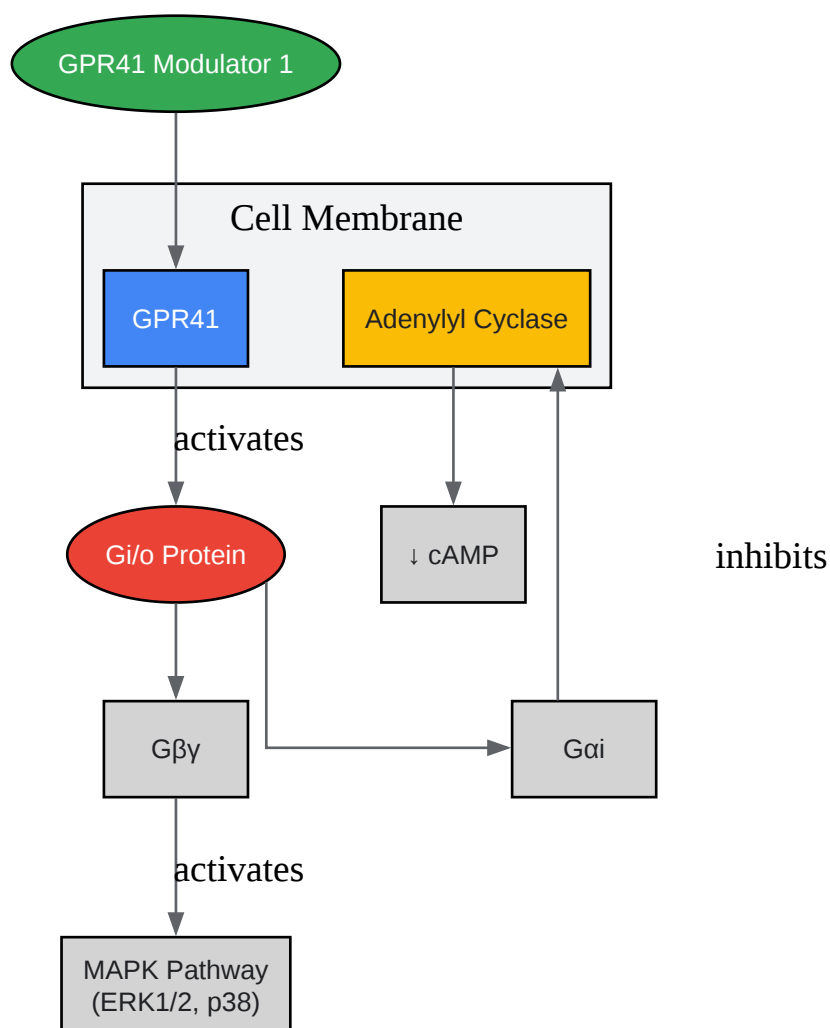 GPR41 Modulator 1
Cell Membrane
GPR41
Adenylyl Cyclase
activates
Gi/o Protein
↓ cAMP
inhibits
Gβγ
Gαi
activates
MAPK Pathway
(ERK1/2, p38)